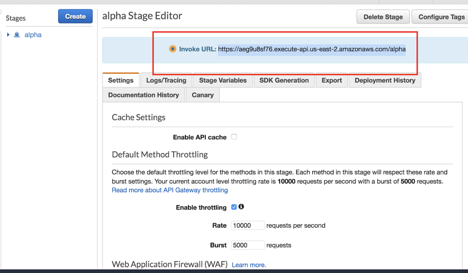 Stages
Create
alpha
alpha Stage Editor
Delete Stage
Configure Tags
Invoke URL: https://aeg9u8ef76.execute-api.us-east-2.amazonaws.com/alpha
Settings
Logs/Tracing
Stage Variables
SDK Generation
Export
Deployment History
Documentation History
Canary
Cache Settings
Enable API cache
Default Method Throttling
Choose the default throttling level for the methods in this stage. Each method in this stage will respect these rate and
burst settings. Your current account level throttling rate is 10000 requests per second with a burst of 5000 requests.
Read more about API Gateway throttling
Enable throttling
Rate 10000 requests per second
Burst 5000 requests
Web Application Firewall (WAF) Learn more.